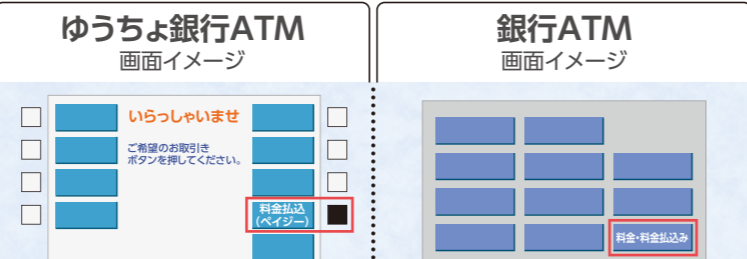 ゆうちょ銀行ATM
画面イメージ
銀行ATM
画面イメージ
いらっしゃいませ
ご希望のお取引き
ボタンを押してください。
料金払込
(ペイジー)
料金・料金払込み